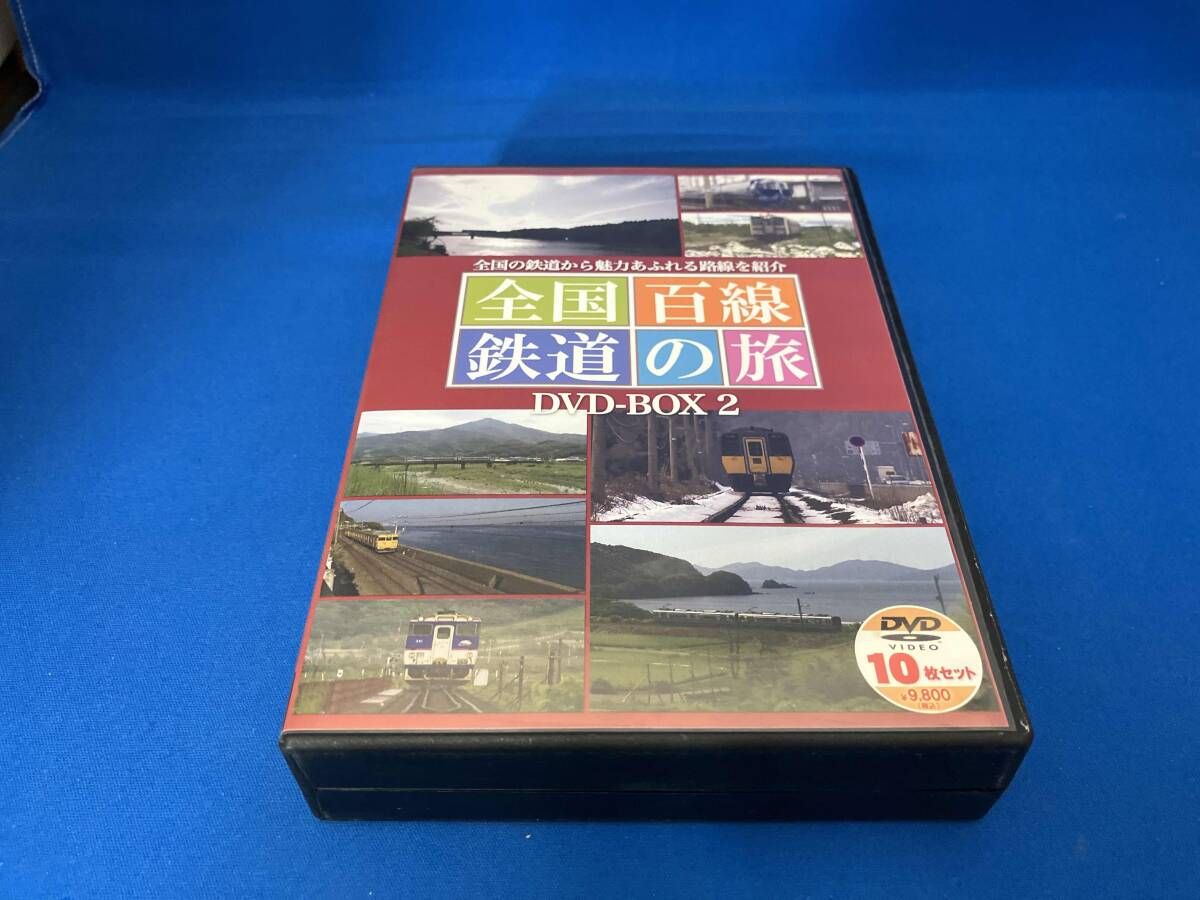 全国の鉄道から魅力あふれる路線を紹介
全国百線
鉄道の旅
DVD-BOX 2
DVD
VIDEO
10枚セット
¥9,800
(税込)